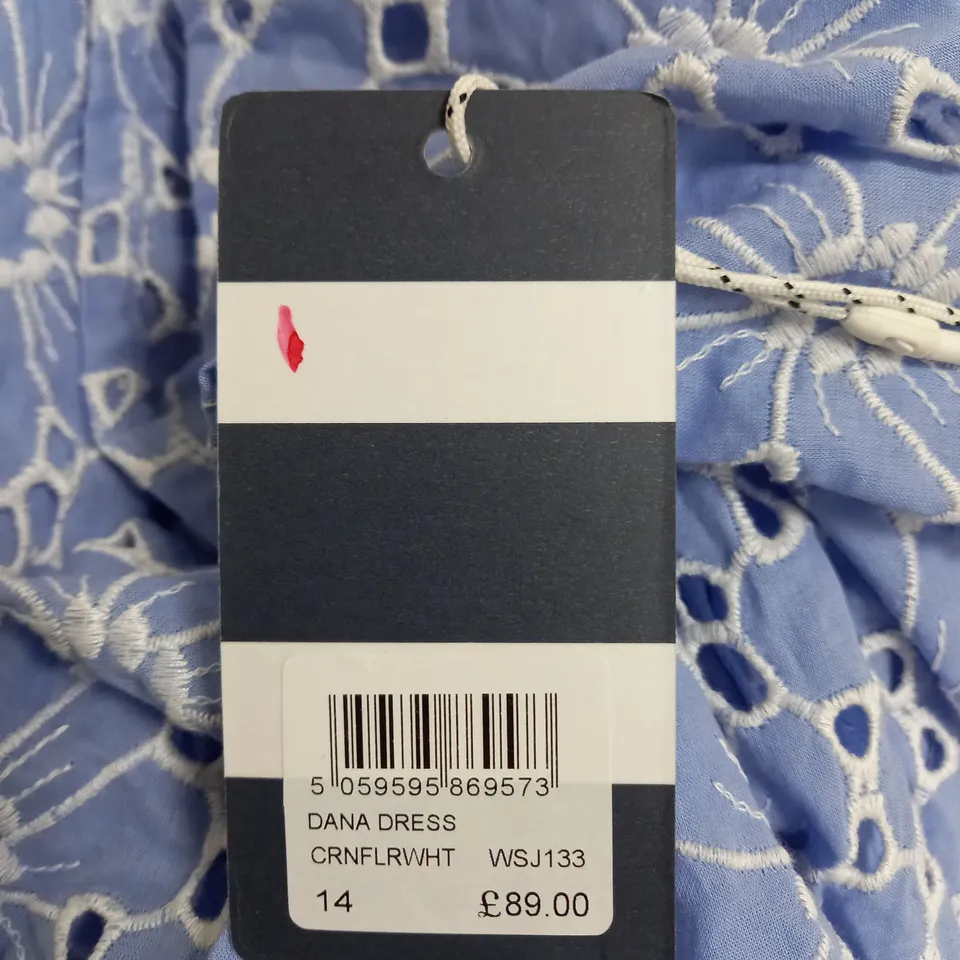 5 059595 869573
DANA DRESS
CRNFLRWHT WSJ133
14 £89.00